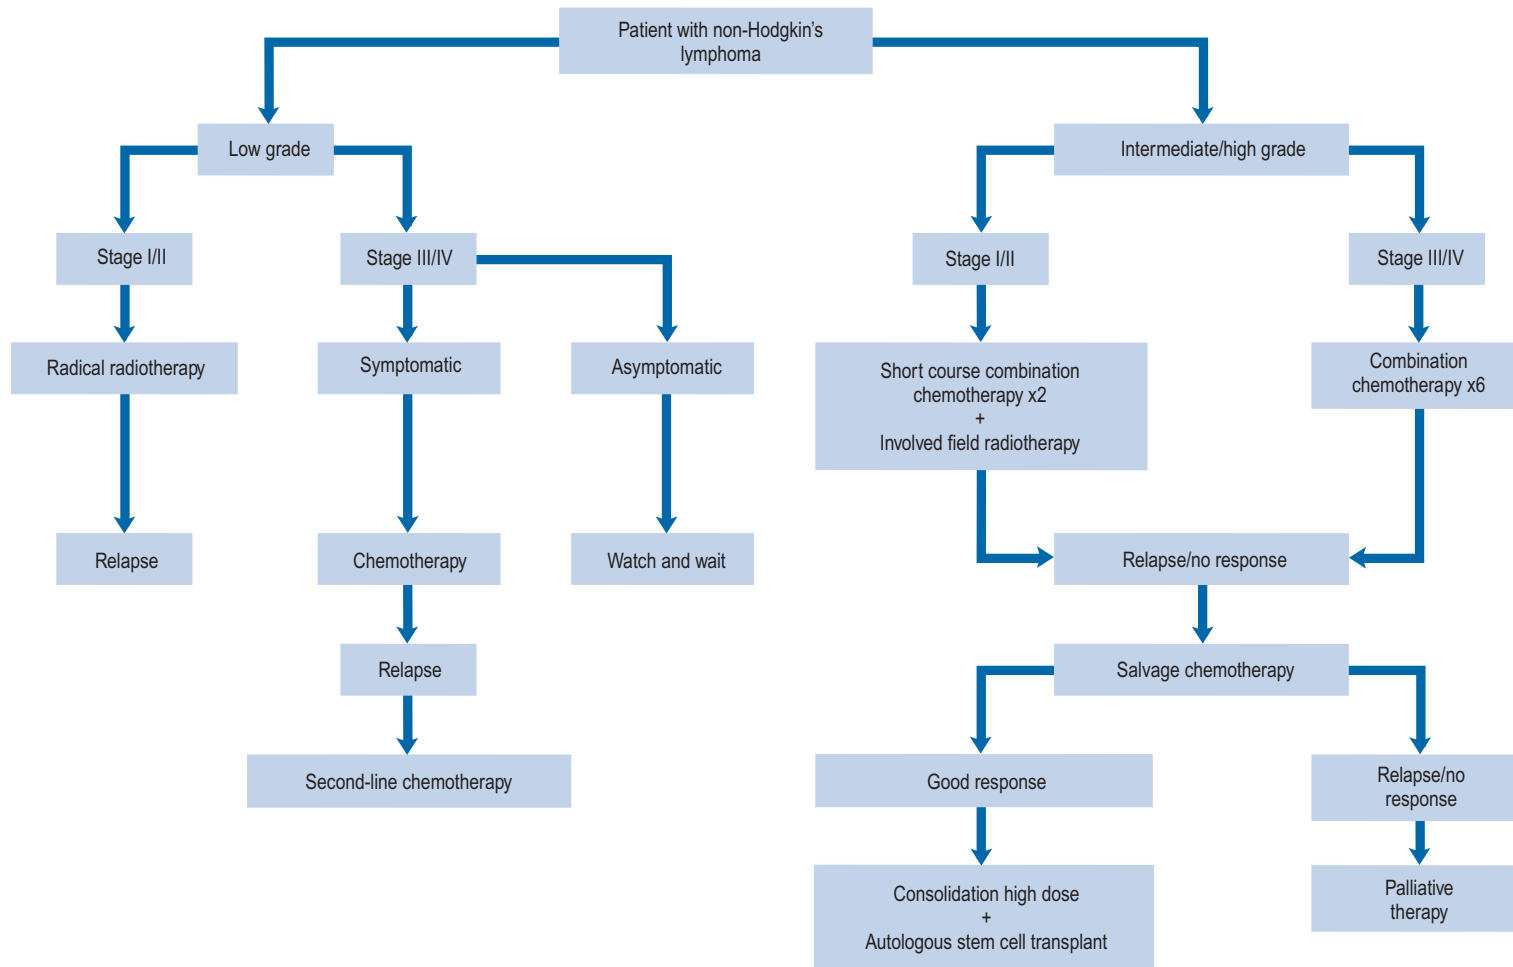 Patient with non-Hodgkin's
lymphoma
Low grade
Intermediate/high grade
Stage I/II
Stage III/IV
Stage I/II
Stage III/IV
Radical radiotherapy
Symptomatic
Asymptomatic
Short course combination
chemotherapy x2
+
Involved field radiotherapy
Combination
chemotherapy x6
Relapse
Chemotherapy
Watch and wait
Relapse/no response
Relapse
Salvage chemotherapy
Second-line chemotherapy
Good response
Relapse/no
response
Consolidation high dose
+
Autologous stem cell transplant
Palliative
therapy